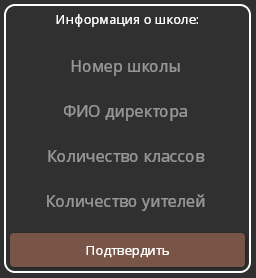 Информация о школе:
Номер школы
ФИО директора
Количество классов
Количество уителей
Подтвердить